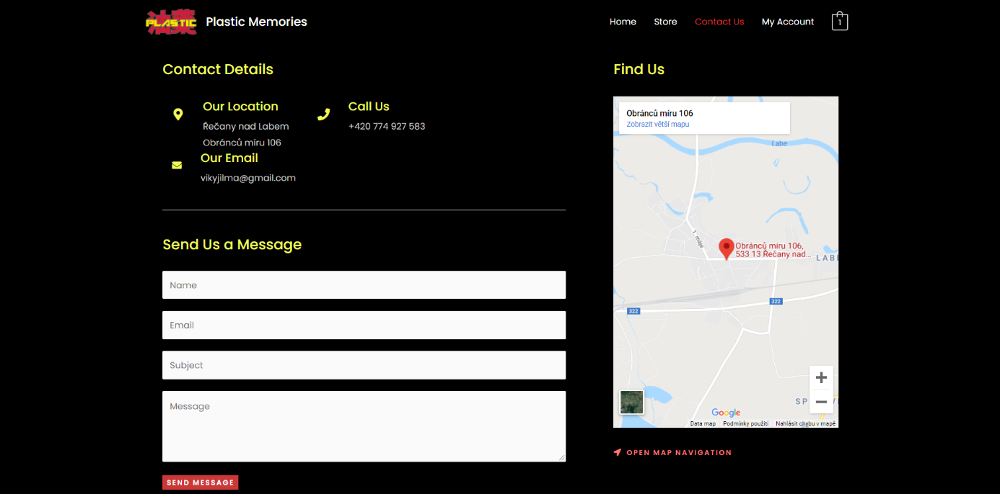 PLASTIC
Plastic Memories
Home
Store
Contact Us
My Account
1
Contact Details
Our Location
Řečany nad Labem
Obránců míru 106
Call Us
+420 774 927 583
Our Email
vikyjilma@gmail.com
Send Us a Message
Name
Email
Subject
Message
SEND MESSAGE
Find Us
Obránců míru 106
Zobrazit větší mapu
Labe
1. máje
Obránců míru 106,
533 13 Řečany nad...
LABE
322
322
SP
Google
Data map
Podmínky použití
Nahlásit chybu v mapě
OPEN MAP NAVIGATION